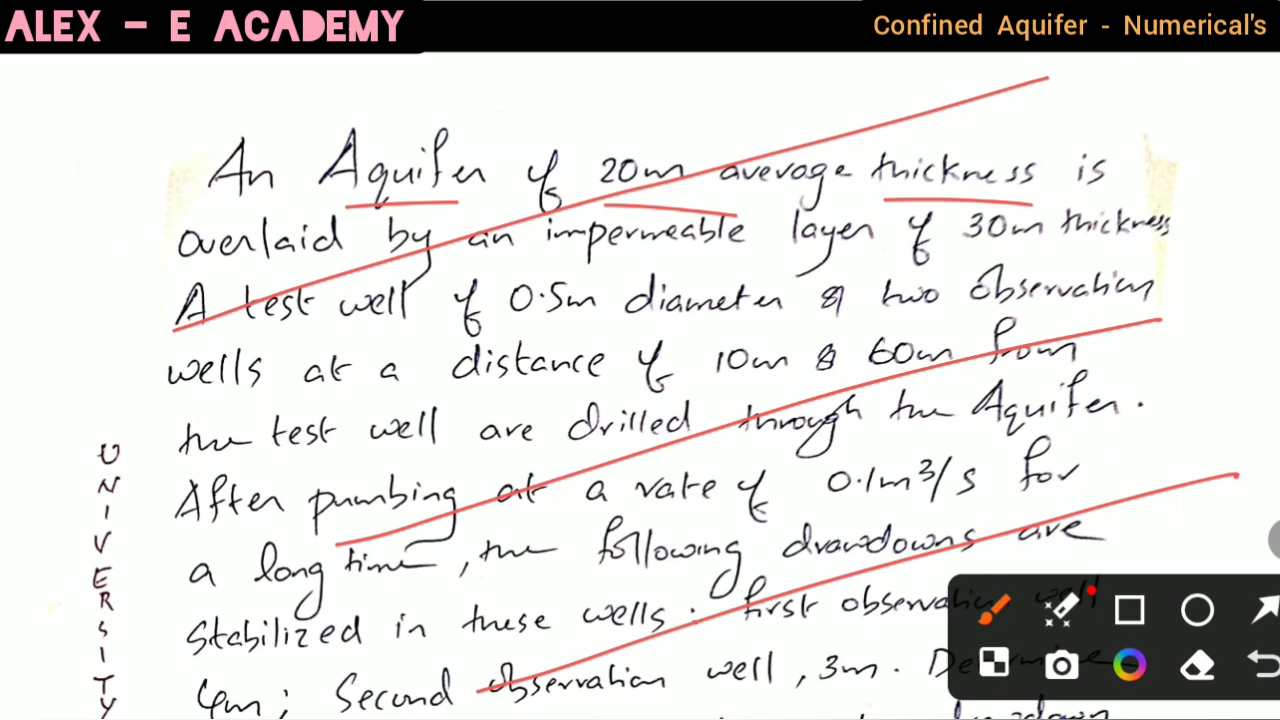 ALEX - E ACADEMY
Confined Aquifer - Numerical's
An Aquifer of 20m average thickness is
overlaid by an impermeable layer of 30m thickness
A test well of 0.5m diameter & two observation
wells at a distance of 10m & 60m from
the test well are drilled through the Aquifer.
After pumbing at a rate of 0.1m³/s for
a long time, the following drawdowns are
stabilized in these wells: first observation well
4m; Second observation well, 3m. Determine
drawdown
UNIVERSITY